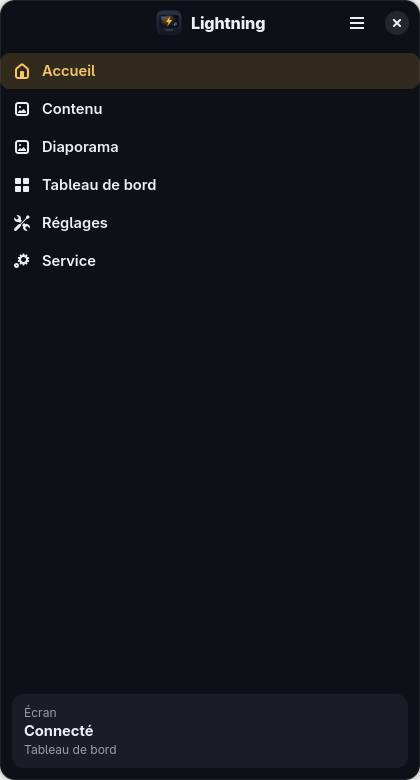 Lightning
Accueil
Contenu
Diaporama
Tableau de bord
Réglages
Service
Écran
Connecté
Tableau de bord